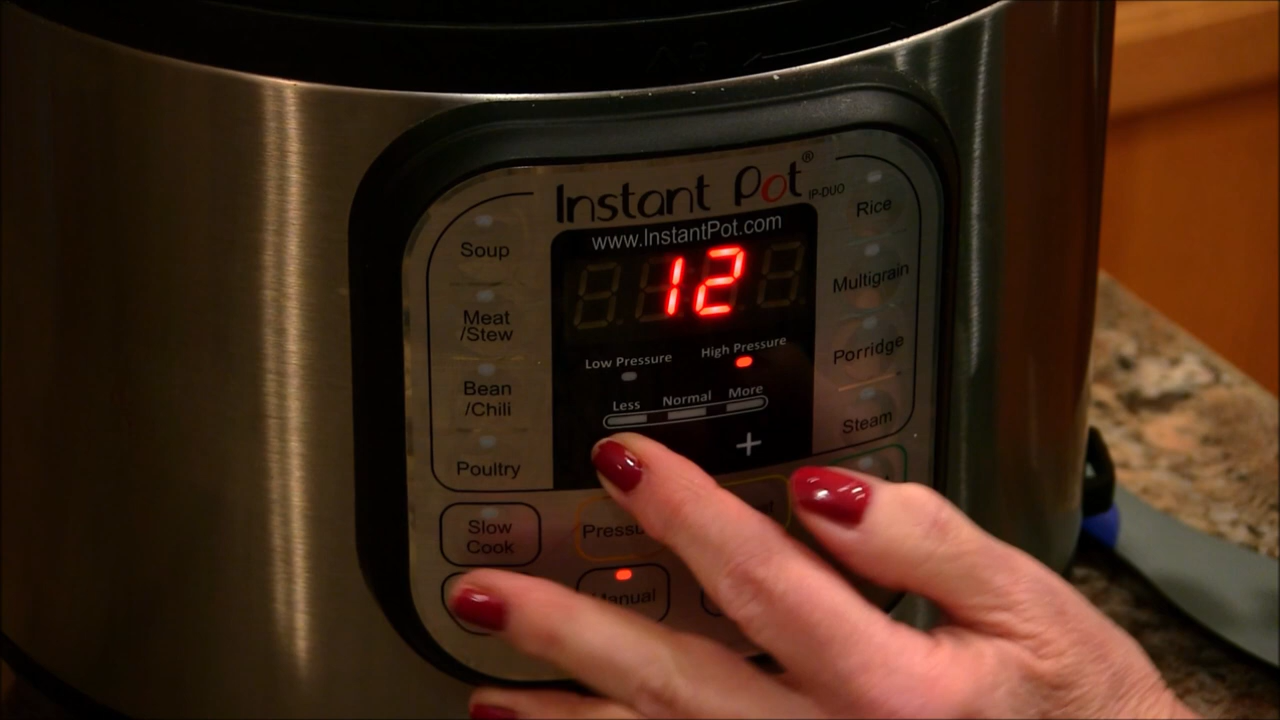 Instant Pot®
IP-DUO
www.InstantPot.com
12
Low Pressure
High Pressure
Less
Normal
More
+
Soup
Meat
/Stew
Bean
/Chili
Poultry
Rice
Multigrain
Porridge
Steam
Slow
Cook